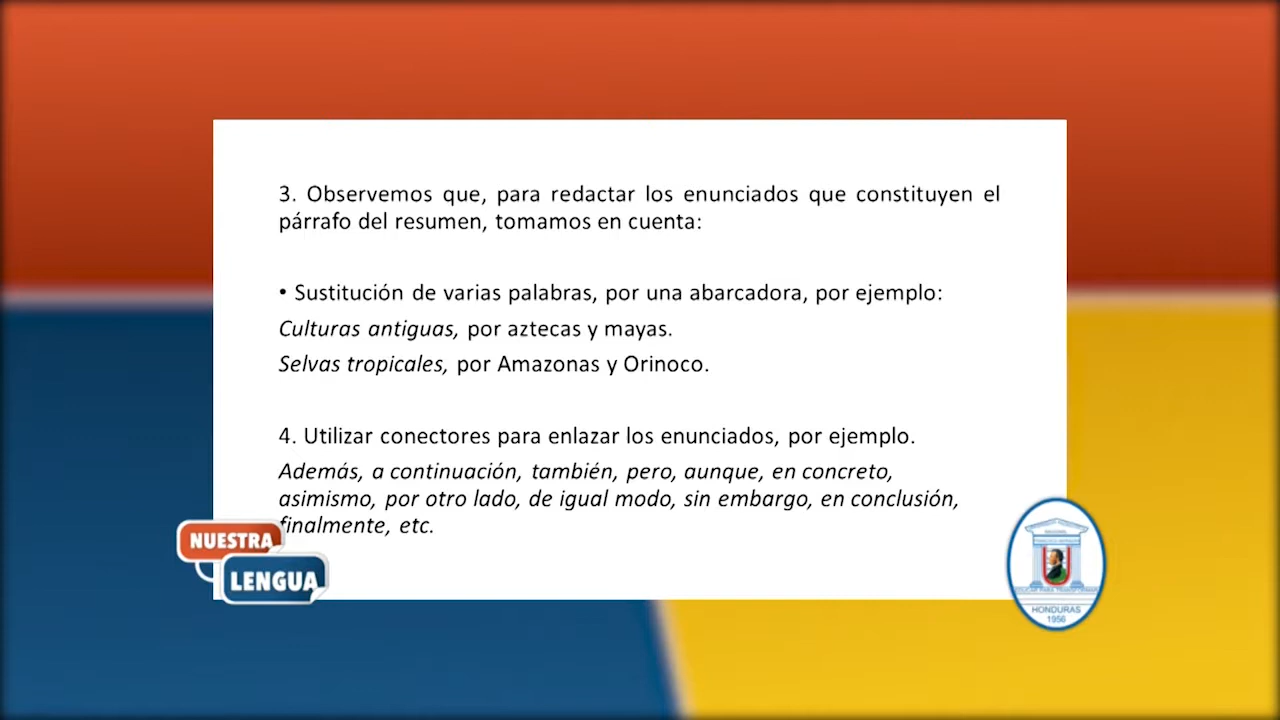 3. Observemos que, para redactar los enunciados que constituyen el
párrafo del resumen, tomamos en cuenta:
• Sustitución de varias palabras, por una abarcadora, por ejemplo:
Culturas antiguas, por aztecas y mayas.
Selvas tropicales, por Amazonas y Orinoco.
4. Utilizar conectores para enlazar los enunciados, por ejemplo.
Además, a continuación, también, pero, aunque, en concreto,
asimismo, por otro lado, de igual modo, sin embargo, en conclusión,
finalmente, etc.
NUESTRA
LENGUA
HONDURAS
1956